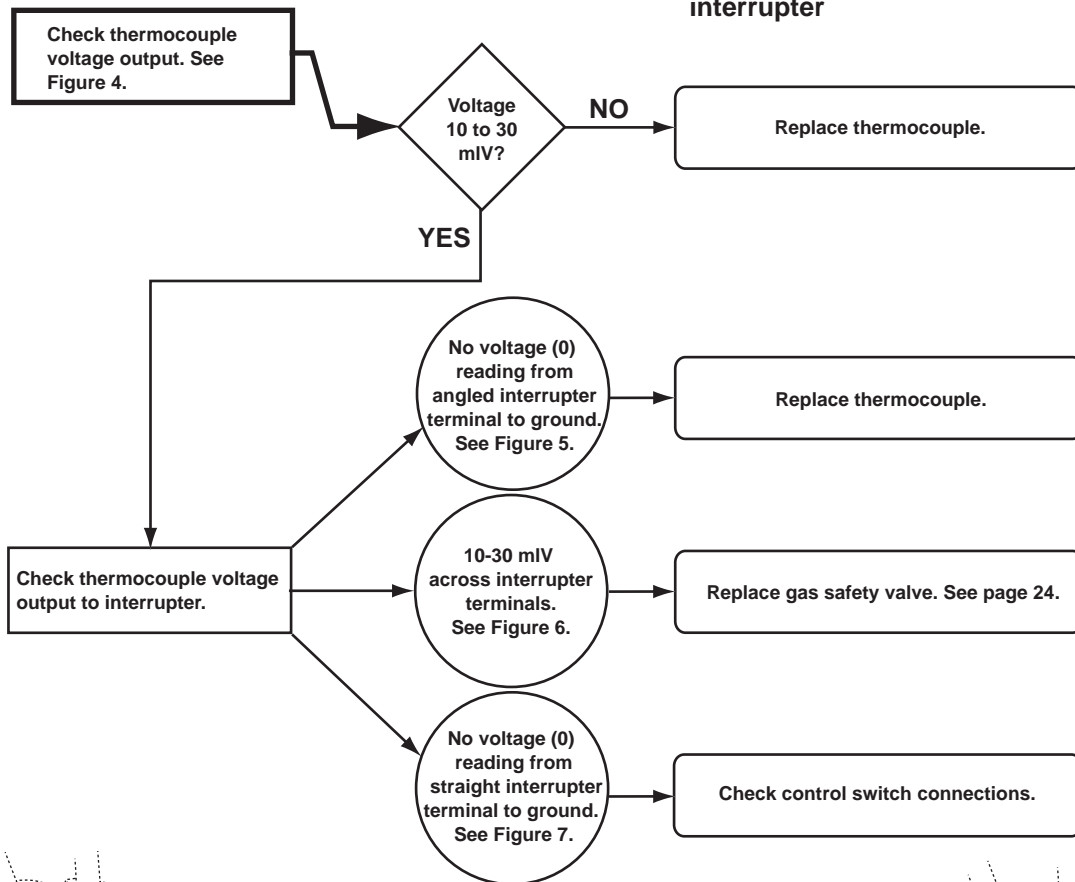 interrupter
Check thermocouple
voltage output. See
Figure 4.
Voltage
10 to 30
mIV?
NO
Replace thermocouple.
YES
No voltage (0)
reading from
angled interrupter
terminal to ground.
See Figure 5.
Replace thermocouple.
Check thermocouple voltage
output to interrupter.
10-30 mIV
across interrupter
terminals.
See Figure 6.
Replace gas safety valve. See page 24.
No voltage (0)
reading from
straight interrupter
terminal to ground.
See Figure 7.
Check control switch connections.